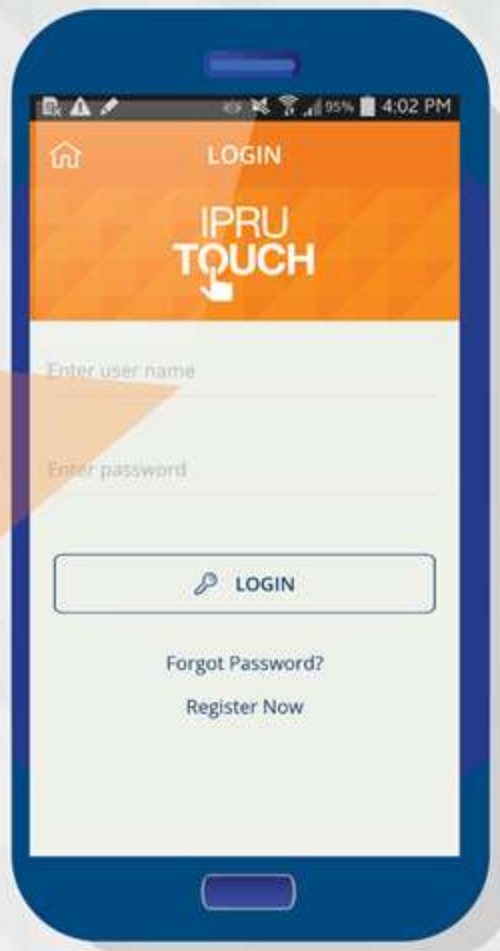 95% 4:02 PM
LOGIN
IPRU
TOUCH
Enter user name
Enter password
LOGIN
Forgot Password?
Register Now